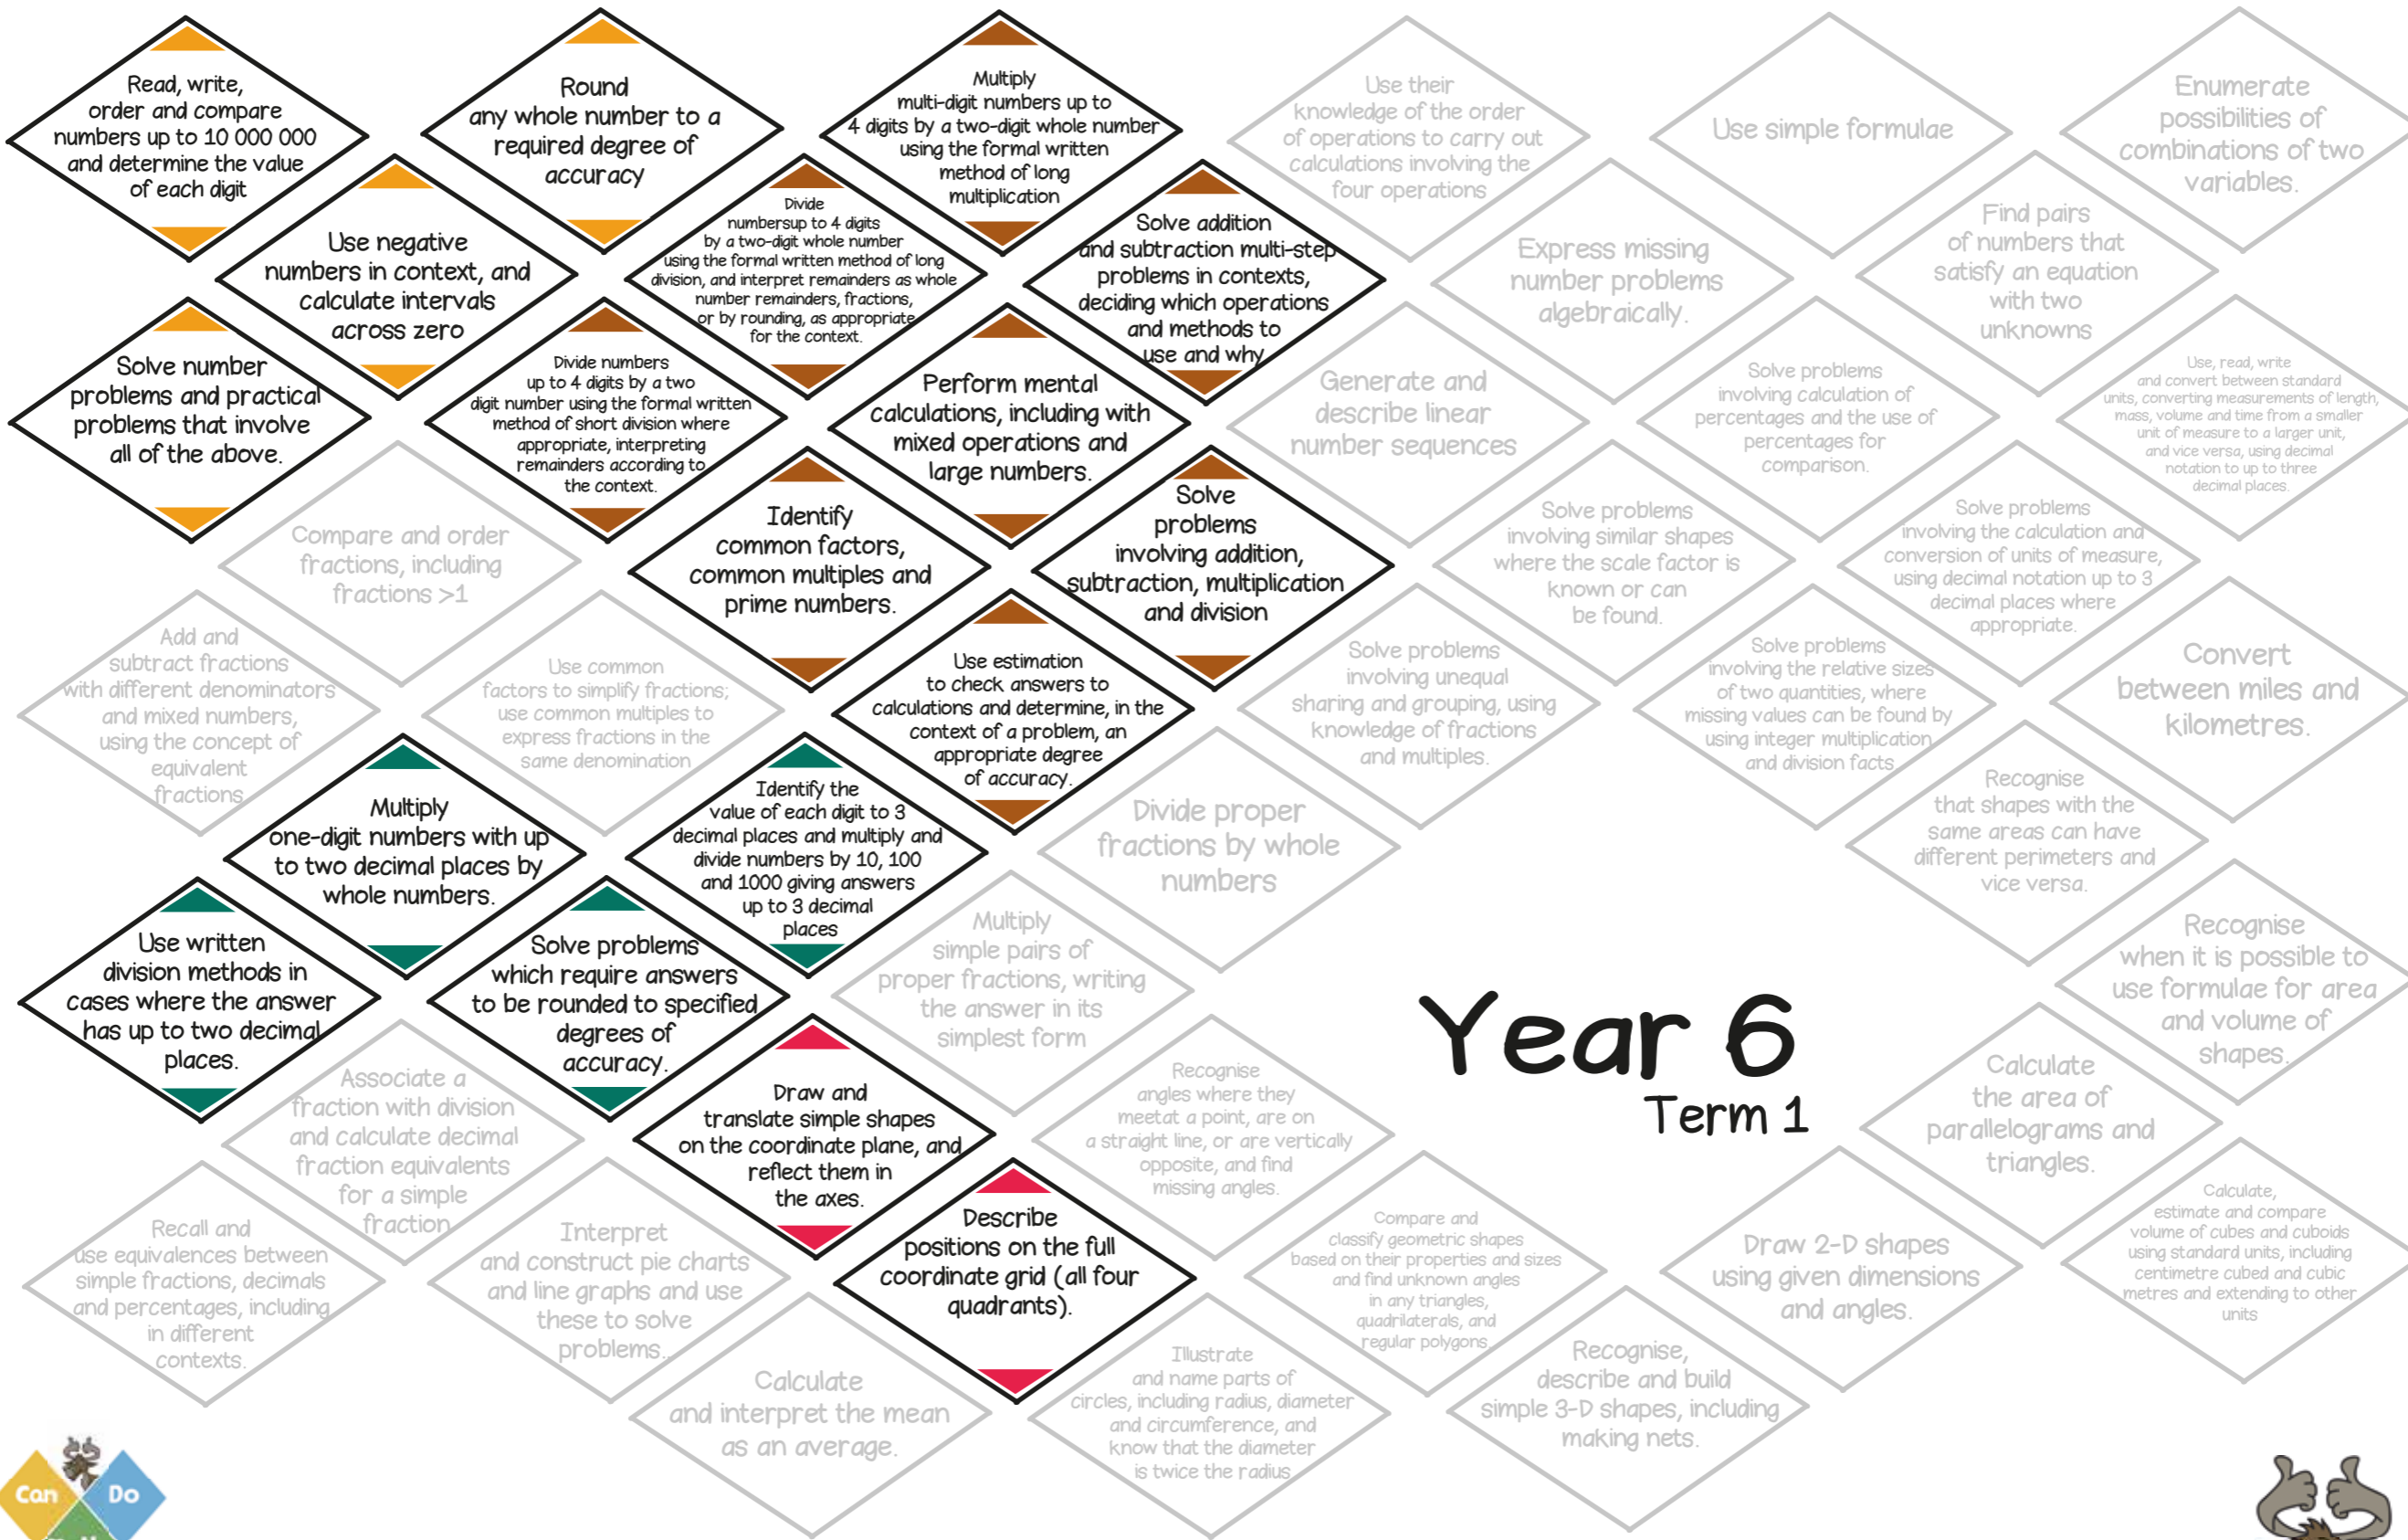 Read, write,
order and compare
numbers up to 10 000 000
and determine the value
of each digit
Round
any whole number to a
required degree of
accuracy
Multiply
multi-digit numbers up to
4 digits by a two-digit whole number
using the formal written
method of long
multiplication
Use their
knowledge of the order
of operations to carry out
calculations involving the
four operations
Use simple formulae
Enumerate
possibilities of
combinations of two
variables.
Use negative
numbers in context, and
calculate intervals
across zero
Divide
numbersup to 4 digits
by a two-digit whole number
using the formal written method of long
division, and interpret remainders as whole
number remainders, fractions,
or by rounding, as appropriate
for the context.
Solve addition
and subtraction multi-step
problems in contexts,
deciding which operations
and methods to
use and why
Express missing
number problems
algebraically.
Find pairs
of numbers that
satisfy an equation
with two
unknowns
Solve number
problems and practical
problems that involve
all of the above.
Divide numbers
up to 4 digits by a two
digit number using the formal written
method of short division where
appropriate, interpreting
remainders according to
the context.
Perform mental
calculations, including with
mixed operations and
large numbers.
Generate and
describe linear
number sequences
Solve problems
involving calculation of
percentages and the use of
percentages for
comparison.
Use, read, write
and convert between standard
units, converting measurements of length,
mass, volume and time from a smaller
unit of measure to a larger unit,
and vice versa, using decimal
notation to up to three
decimal places.
Compare and order
fractions, including
fractions >1
Identify
common factors,
common multiples and
prime numbers.
Solve
problems
involving addition,
subtraction, multiplication
and division
Solve problems
involving similar shapes
where the scale factor is
known or can
be found.
Solve problems
involving the calculation and
conversion of units of measure,
using decimal notation up to 3
decimal places where
appropriate.
Add and
subtract fractions
with different denominators
and mixed numbers,
using the concept of
equivalent
fractions
Use common
factors to simplify fractions;
use common multiples to
express fractions in the
same denomination
Use estimation
to check answers to
calculations and determine, in the
context of a problem, an
appropriate degree
of accuracy.
Solve problems
involving unequal
sharing and grouping, using
knowledge of fractions
and multiples.
Solve problems
involving the relative sizes
of two quantities, where
missing values can be found by
using integer multiplication
and division facts
Convert
between miles and
kilometres.
Multiply
one-digit numbers with up
to two decimal places by
whole numbers.
Identify the
value of each digit to 3
decimal places and multiply and
divide numbers by 10, 100
and 1000 giving answers
up to 3 decimal
places
Divide proper
fractions by whole
numbers
Recognise
that shapes with the
same areas can have
different perimeters and
vice versa.
Use written
division methods in
cases where the answer
has up to two decimal
places.
Solve problems
which require answers
to be rounded to specified
degrees of
accuracy.
Multiply
simple pairs of
proper fractions, writing
the answer in its
simplest form
Year 6
Term 1
Recognise
when it is possible to
use formulae for area
and volume of
shapes.
Associate a
fraction with division
and calculate decimal
fraction equivalents
for a simple
fraction
Draw and
translate simple shapes
on the coordinate plane, and
reflect them in
the axes.
Recognise
angles where they
meetat a point, are on
a straight line, or are vertically
opposite, and find
missing angles.
Calculate
the area of
parallelograms and
triangles.
Recall and
use equivalences between
simple fractions, decimals
and percentages, including
in different
contexts.
Interpret
and construct pie charts
and line graphs and use
these to solve
problems.
Describe
positions on the full
coordinate grid (all four
quadrants).
Compare and
classify geometric shapes
based on their properties and sizes
and find unknown angles
in any triangles,
quadrilaterals, and
regular polygons.
Draw 2-D shapes
using given dimensions
and angles.
Calculate,
estimate and compare
volume of cubes and cuboids
using standard units, including
centimetre cubed and cubic
metres and extending to other
units
Calculate
and interpret the mean
as an average.
Illustrate
and name parts of
circles, including radius, diameter
and circumference, and
know that the diameter
is twice the radius
Recognise,
describe and build
simple 3-D shapes, including
making nets.
Can Do